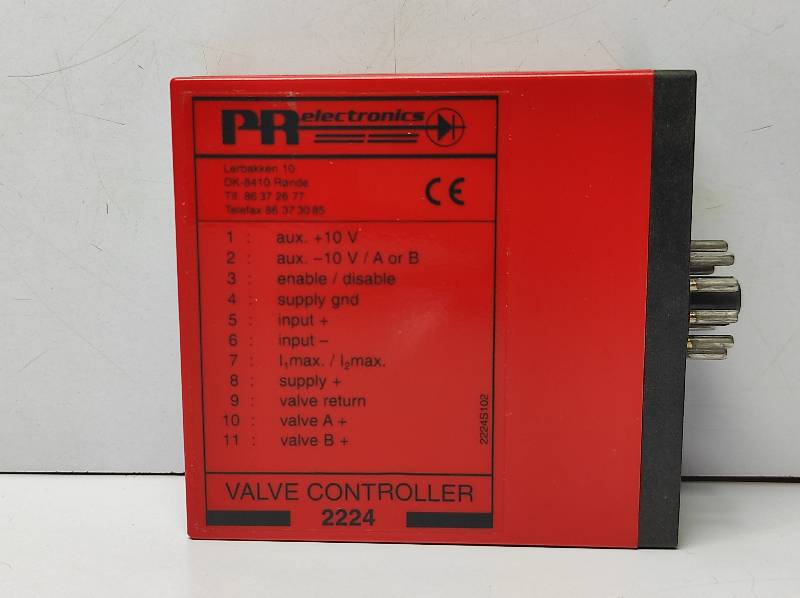 PR electronics
Lerbakken 10
DK-8410 Rønde
Tlf. 86 37 26 77
Telefax 86 37 30 85
CE
1 : aux. +10 V
2 : aux. –10 V / A or B
3 : enable / disable
4 : supply gnd
5 : input +
6 : input –
7 : I₁max. / I₂max.
8 : supply +
9 : valve return
10 : valve A +
11 : valve B +
2224S102
VALVE CONTROLLER
2224